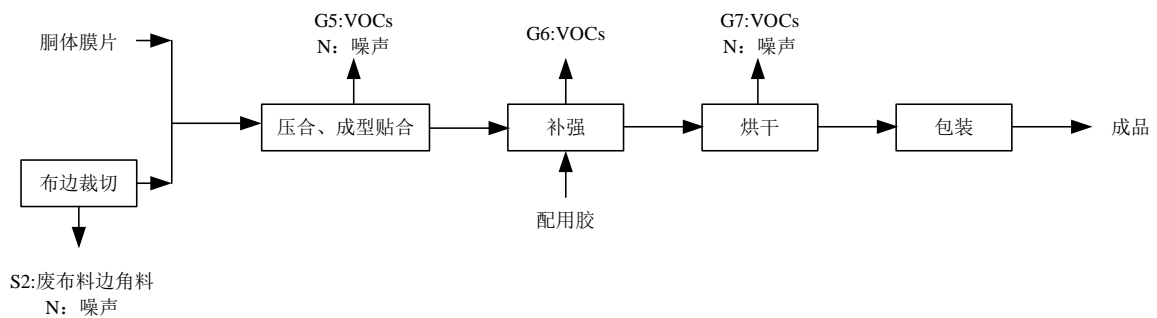 胴体膜片
G5:VOCs
N：噪声
G6:VOCs
G7:VOCs
N：噪声
压合、成型贴合
补强
烘干
包装
成品
布边裁切
配用胶
S2:废布料边角料
N：噪声